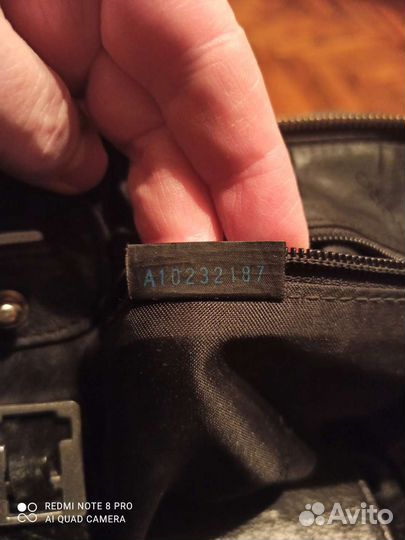 A10232187
REDMI NOTE 8 PRO
AI QUAD CAMERA
Avito